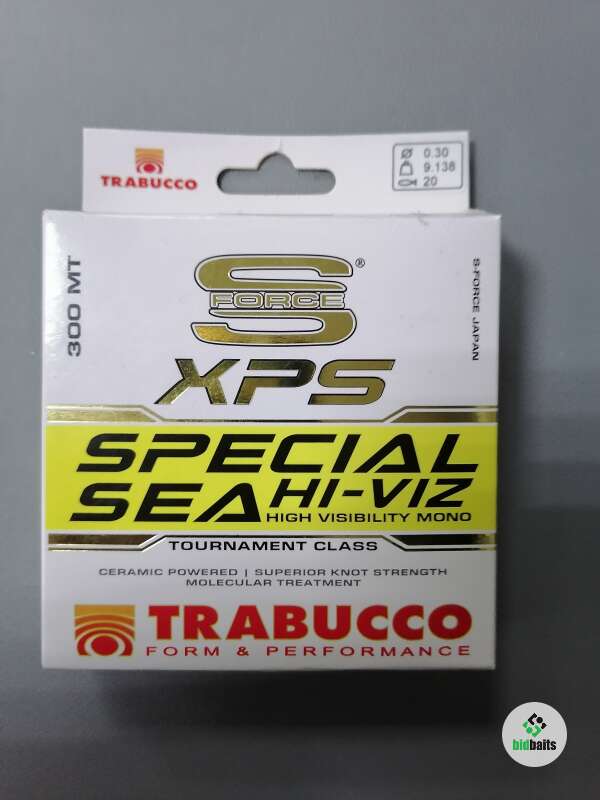 TRABUCCO
0.30
9.138
20
300 MT
S-FORCE JAPAN
S ®
FORCE
XPS
SPECIAL
SEA HI-VIZ
HIGH VISIBILITY MONO
TOURNAMENT CLASS
CERAMIC POWERED | SUPERIOR KNOT STRENGTH
MOLECULAR TREATMENT
TRABUCCO
FORM & PERFORMANCE
bidbaits